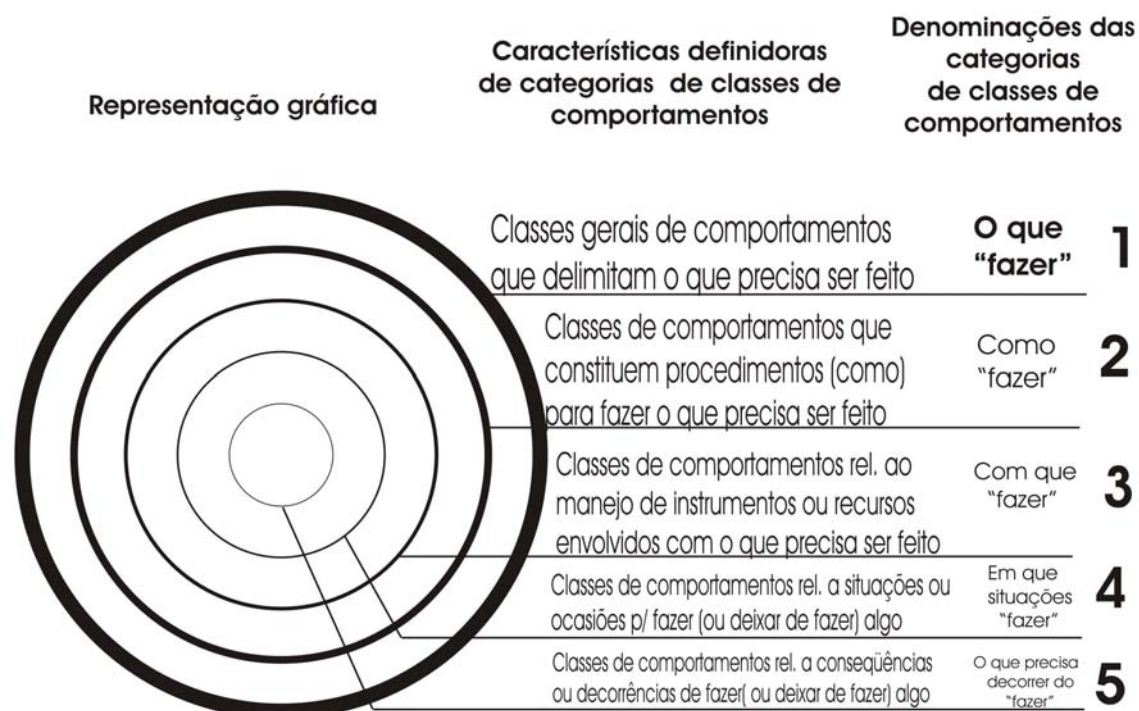 Representação gráfica
Características definidoras
de categorias de classes de
comportamentos
Denominações das
categorias
de classes de
comportamentos
Classes gerais de comportamentos
que delimitam o que precisa ser feito
O que
“fazer”
1
Classes de comportamentos que
constituem procedimentos (como)
para fazer o que precisa ser feito
Como
“fazer”
2
Classes de comportamentos rel. ao
manejo de instrumentos ou recursos
envolvidos com o que precisa ser feito
Com que
“fazer”
3
Classes de comportamentos rel. a situações ou
ocasiões p/ fazer (ou deixar de fazer) algo
Em que
situações
“fazer”
4
Classes de comportamentos rel. a conseqüências
ou decorrências de fazer( ou deixar de fazer) algo
O que precisa
decorrer do
“fazer”
5